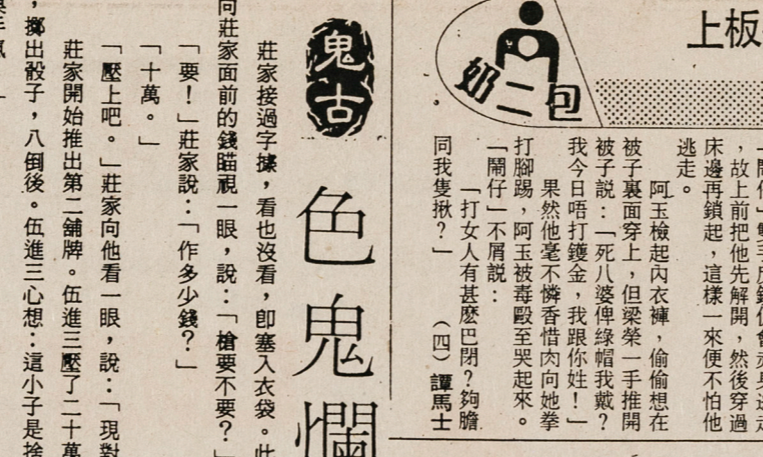 上板
包二奶
故上前把他先解開，然後穿過
床邊再鎖起，這樣一來便不怕他
逃走。
阿玉檢起內衣褲，偷偷想在
被子裏面穿上，但梁榮一手推開
被子説：「死八婆俾綠帽我戴？
我今日唔打鑊金，我跟你姓！」
果然他毫不憐香惜肉向她拳
打腳踢，阿玉被毒毆至哭起來。
「鬧仔」不屑説：
「打女人有甚麽巴閉？夠膽
同我隻揪？」
（四）
譚馬士
鬼古
色鬼爛
莊家接過字據，看也沒看，卽塞入衣袋。此
向莊家面前的錢瞄視一眼，説：「槍要不要？」
「要！」莊家説：「作多少錢？」
「十萬。」
「壓上吧。」莊家向他看一眼，説：「現對
莊家開始推出第二舖牌。伍進三壓了二十萬
，擲出骰子，八倒後。伍進三心想：這小子是捨